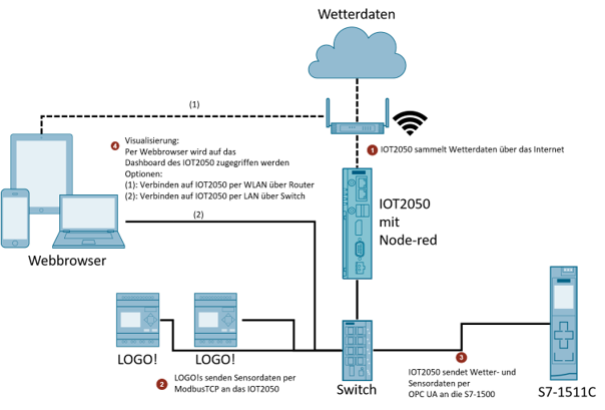 Wetterdaten
(1)
4 Visualisierung:
Per Webbrowser wird auf das
Dashboard des IOT2050 zugegriffen werden
Optionen:
(1): Verbinden auf IOT2050 per WLAN über Router
(2): Verbinden auf IOT2050 per LAN über Switch
1 IOT2050 sammelt Wetterdaten über das Internet
IOT2050
mit
Node-red
(2)
Webbrowser
LOGO!
LOGO!
2 LOGO!s senden Sensordaten per
ModbusTCP an das IOT2050
Switch
3
IOT2050 sendet Wetter- und
Sensordaten per
OPC UA an die S7-1500
S7-1511C